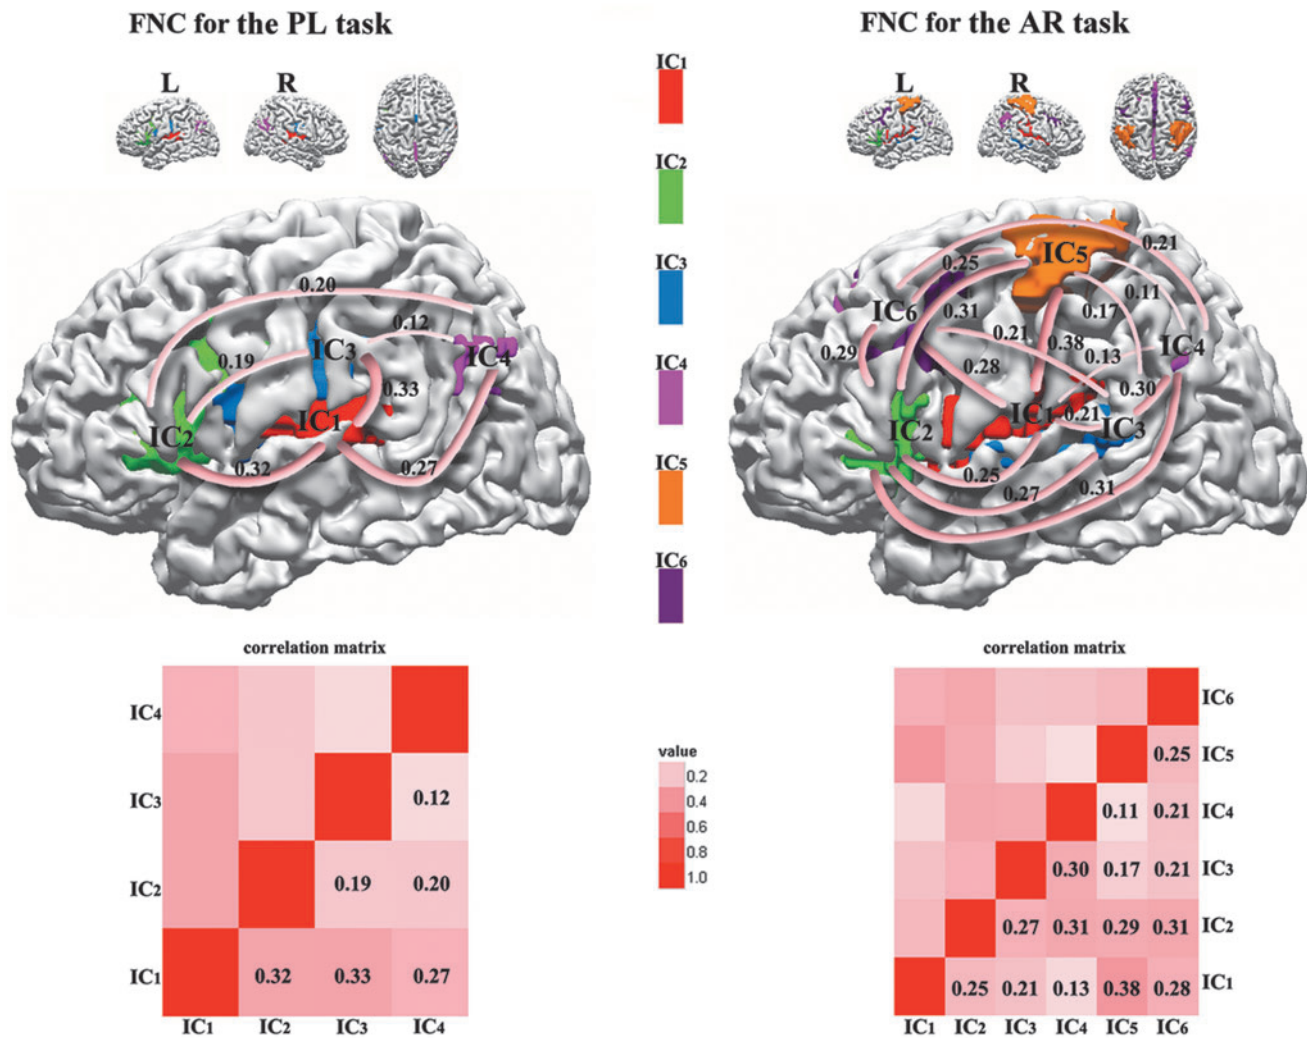 FNC for the PL task
FNC for the AR task
L
R
L
R
IC1
IC2
IC3
IC4
IC5
IC6
0.20
0.12
0.19
IC3
IC4
0.33
IC1
IC2
0.32
0.27
0.21
IC5
0.25
0.11
IC6
0.31
0.17
0.21
0.38
IC4
0.29
0.13
0.28
0.30
IC1
0.21
IC2
IC3
0.25
0.27
0.31
correlation matrix
IC4
IC3
0.12
IC2
0.19
0.20
IC1
0.32
0.33
0.27
IC1
IC2
IC3
IC4
value
0.2
0.4
0.6
0.8
1.0
correlation matrix
IC6
0.25
IC5
0.11
0.21
IC4
0.30
0.17
0.21
IC3
0.27
0.31
0.29
0.31
IC2
0.25
0.21
0.13
0.38
0.28
IC1
IC1
IC2
IC3
IC4
IC5
IC6